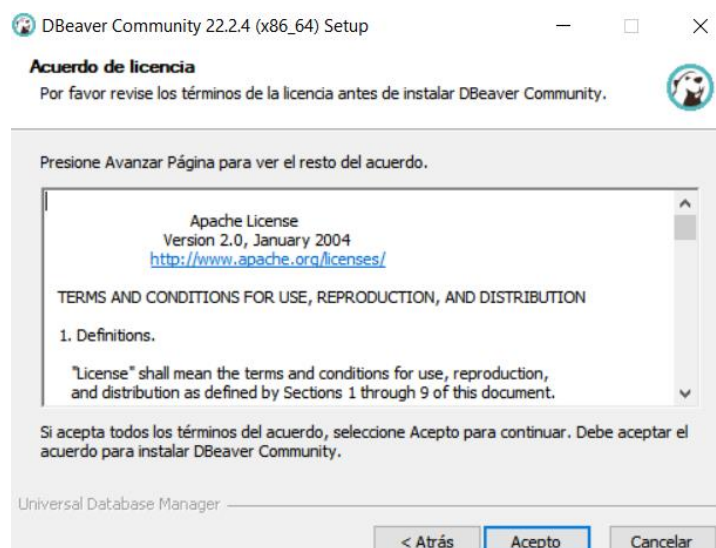 DBeaver Community 22.2.4 (x86_64) Setup
Acuerdo de licencia
Por favor revise los términos de la licencia antes de instalar DBeaver Community.
Presione Avanzar Página para ver el resto del acuerdo.
Apache License
Version 2.0, January 2004
http://www.apache.org/licenses/
TERMS AND CONDITIONS FOR USE, REPRODUCTION, AND DISTRIBUTION
1. Definitions.
"License" shall mean the terms and conditions for use, reproduction,
and distribution as defined by Sections 1 through 9 of this document.
Si acepta todos los términos del acuerdo, seleccione Acepto para continuar. Debe aceptar el
acuerdo para instalar DBeaver Community.
Universal Database Manager
< Atrás Acepto Cancelar